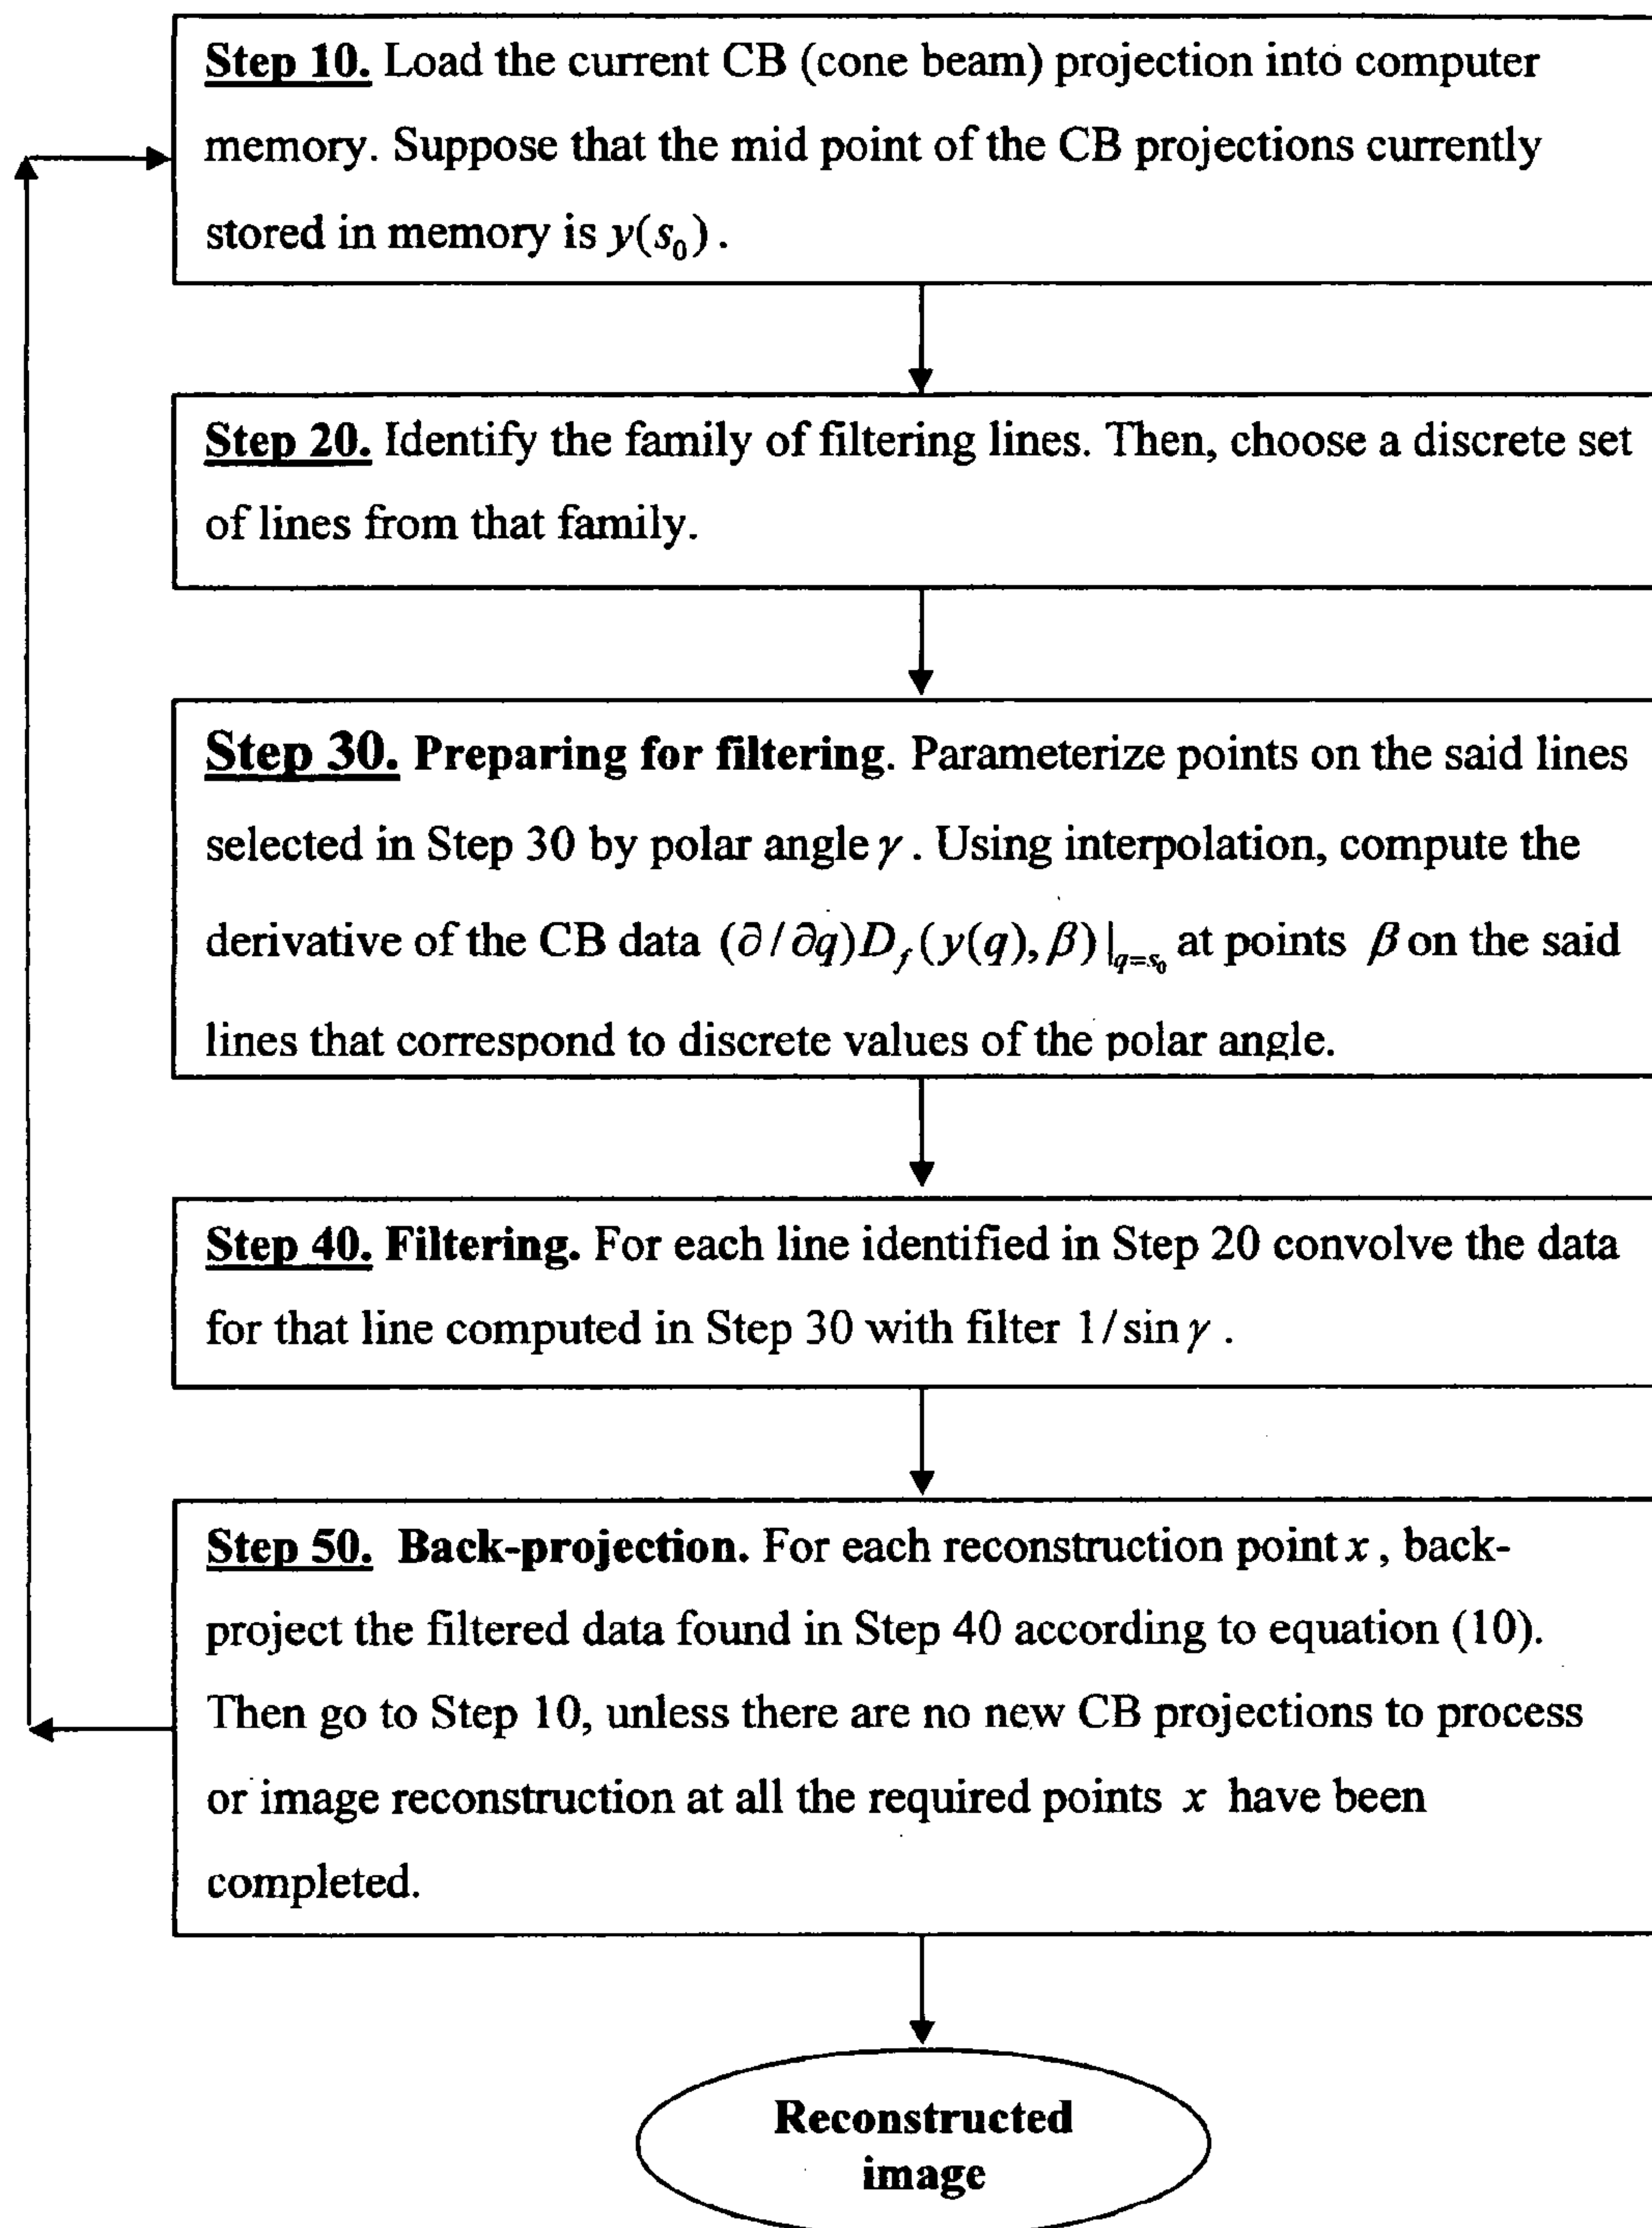 Step 10. Load the current CB (cone beam) projection into computer
memory. Suppose that the mid point of the CB projections currently
stored in memory is y(s₀).
Step 20. Identify the family of filtering lines. Then, choose a discrete set
of lines from that family.
Step 30. Preparing for filtering. Parameterize points on the said lines
selected in Step 30 by polar angle γ. Using interpolation, compute the
derivative of the CB data (∂/∂q)D_f(y(q), β)|_{q=s₀} at points β on the said
lines that correspond to discrete values of the polar angle.
Step 40. Filtering. For each line identified in Step 20 convolve the data
for that line computed in Step 30 with filter 1/sin γ.
Step 50. Back-projection. For each reconstruction point x, back-
project the filtered data found in Step 40 according to equation (10).
Then go to Step 10, unless there are no new CB projections to process
or image reconstruction at all the required points x have been
completed.
Reconstructed
image